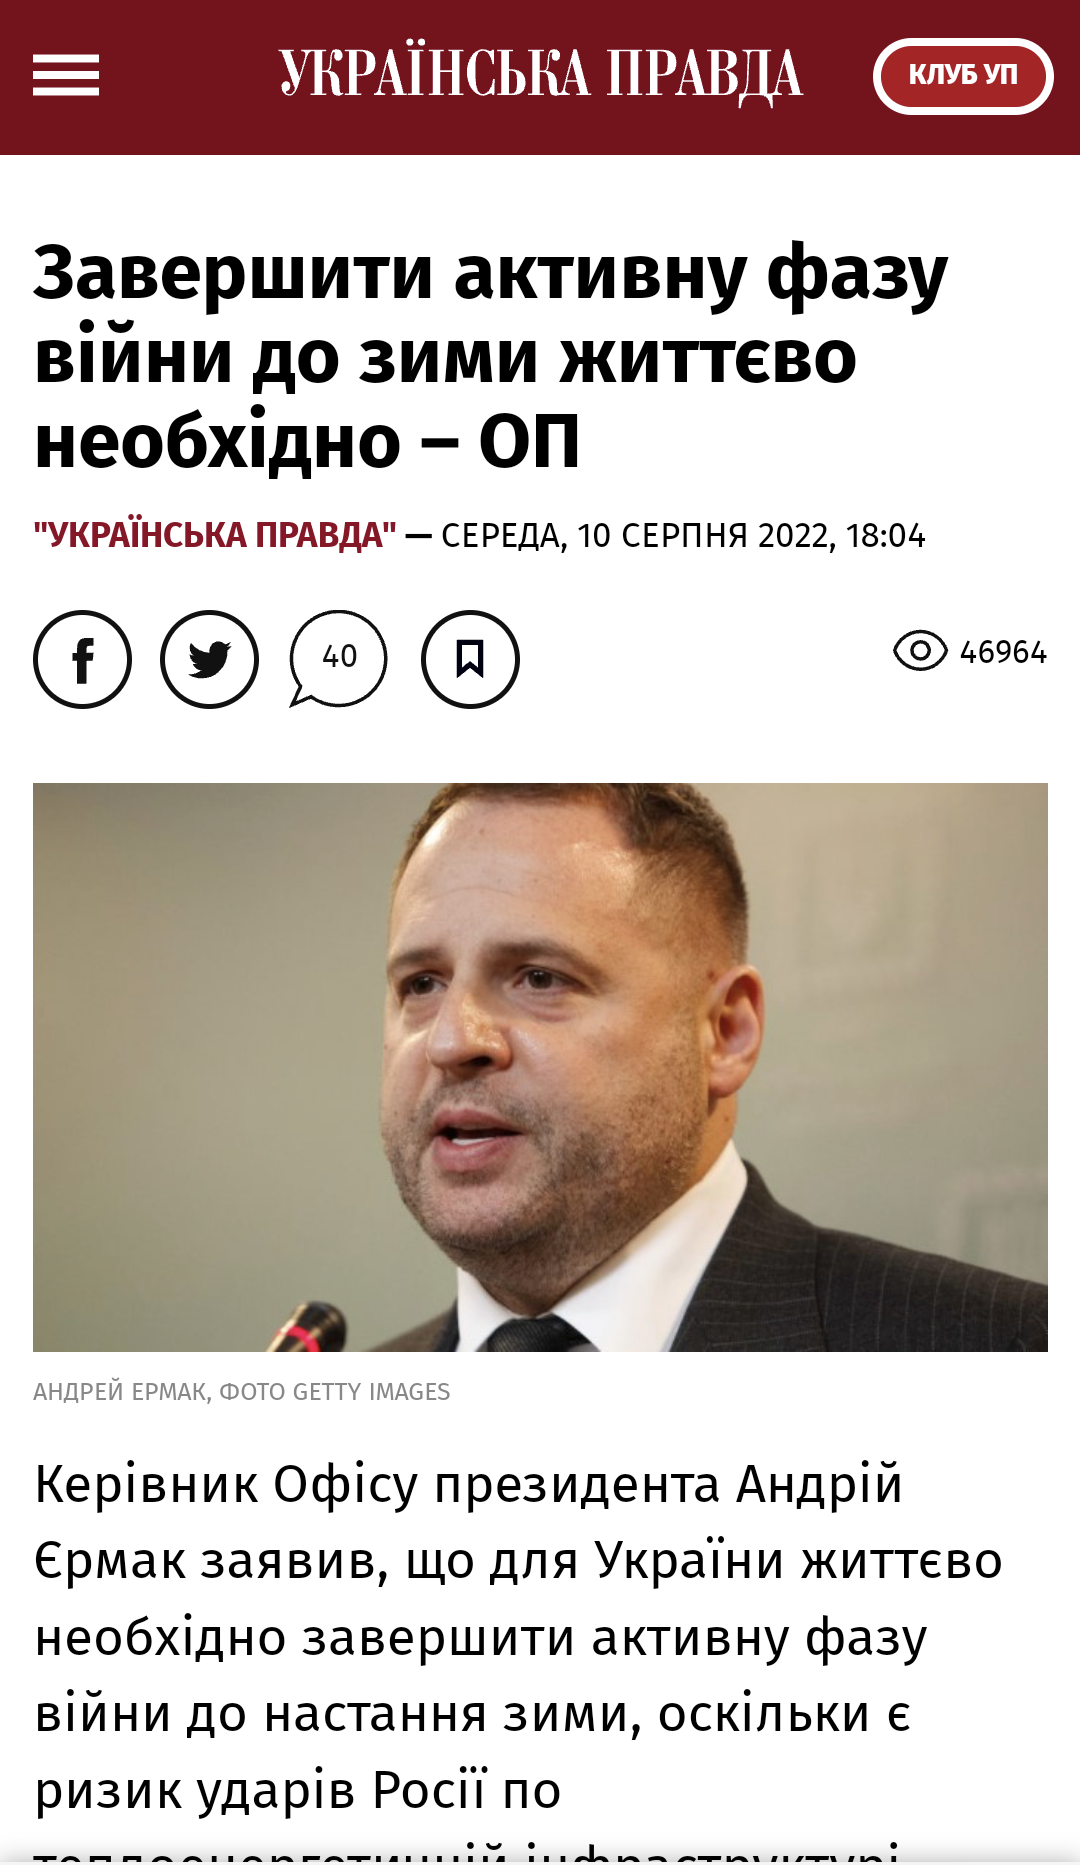 УКРАЇНСЬКА ПРАВДА
КЛУБ УП
Завершити активну фазу
війни до зими життєво
необхідно – ОП
"УКРАЇНСЬКА ПРАВДА" — СЕРЕДА, 10 СЕРПНЯ 2022, 18:04
40
46964
АНДРЕЙ ЕРМАК, ФОТО GETTY IMAGES
Керівник Офісу президента Андрій
Єрмак заявив, що для України життєво
необхідно завершити активну фазу
війни до настання зими, оскільки є
ризик ударів Росії по
теплоенергетичній інфраструктурі